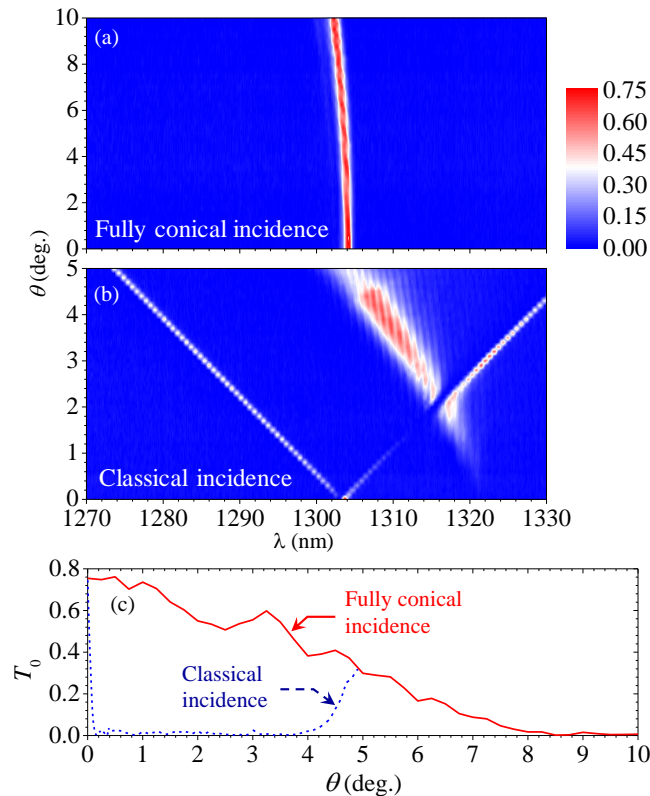 10
(a)
8
6
4
2
Fully conical incidence
0
0.75
0.60
0.45
0.30
0.15
0.00
θ (deg.)
5
(b)
4
3
2
1
Classical incidence
0
1270 1280 1290 1300 1310 1320 1330
λ (nm)
0.8
(c)
Fully conical
incidence
0.6
T0
0.4
Classical
incidence
0.2
0.0
0 1 2 3 4 5 6 7 8 9 10
θ (deg.)